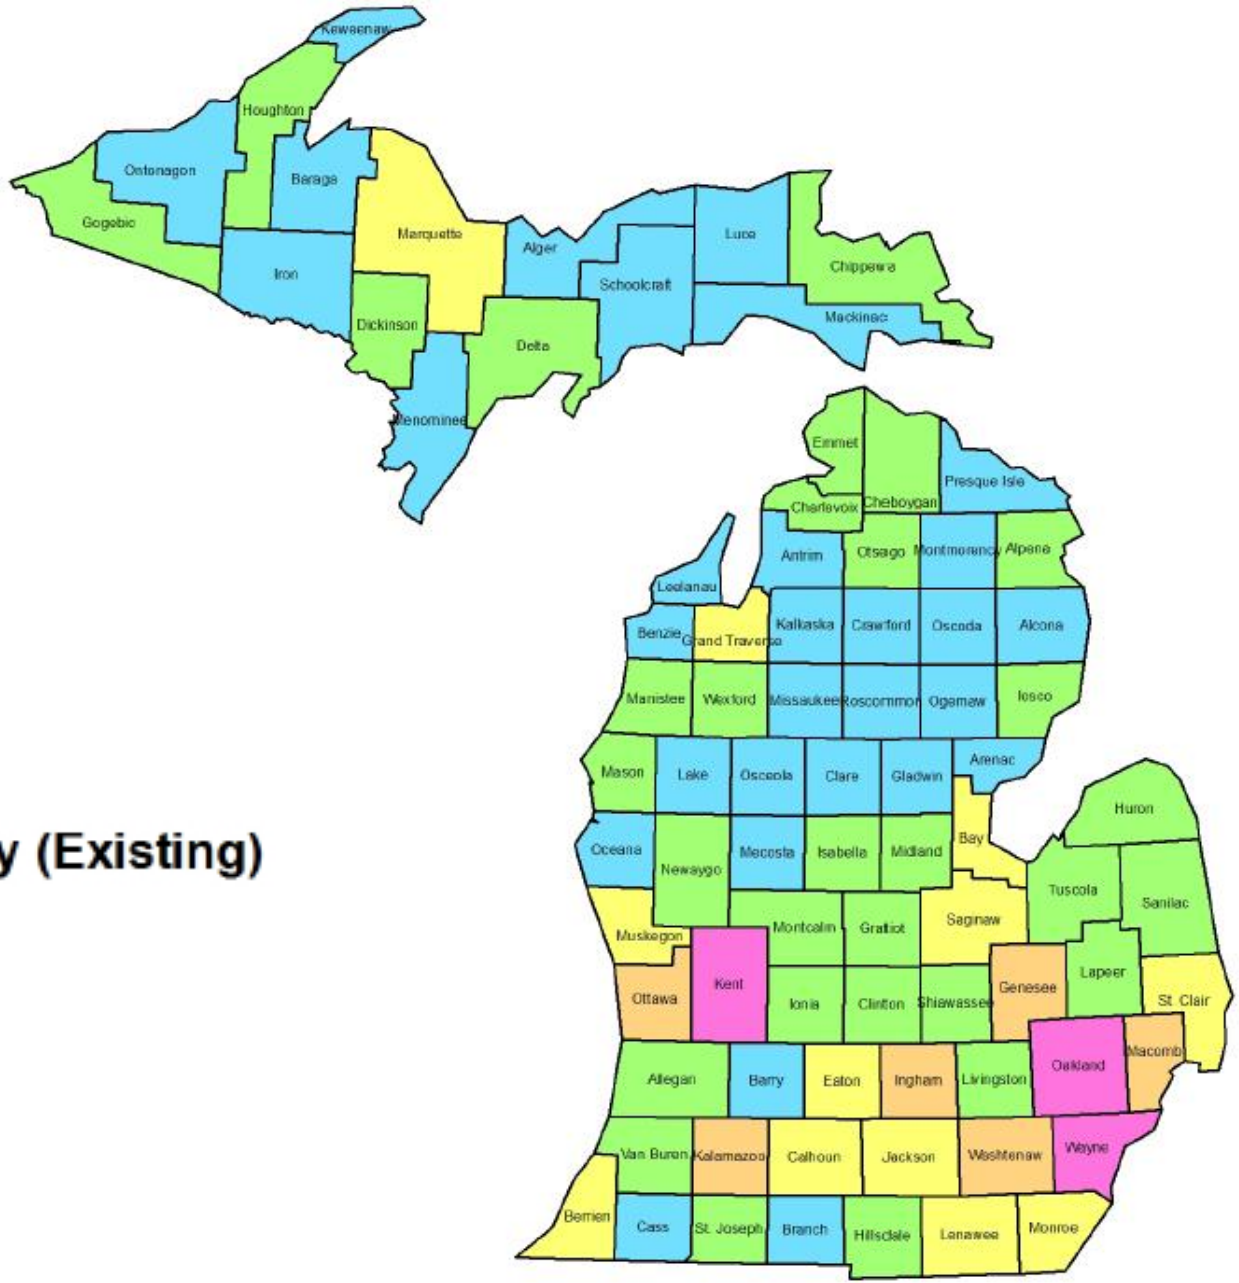 Keweenaw
Houghton
Ontonagon
Baraga
Gogebic
Marquette
Alger
Luce
Iron
Schoolcraft
Chippewa
Dickinson
Mackinac
Delta
Menominee
Emmet
Presque Isle
Charlevoix
Cheboygan
Antrim
Otsego
Montmorency
Alpena
Leelanau
Benzie
Grand Traverse
Kalkaska
Crawford
Oscoda
Alcona
Manistee
Wexford
Missaukee
Roscommon
Ogemaw
Iosco
Mason
Lake
Osceola
Clare
Gladwin
Arenac
Huron
y (Existing)
Oceana
Newaygo
Mecosta
Isabella
Midland
Bay
Tuscola
Sanilac
Muskegon
Montcalm
Gratiot
Saginaw
Ottawa
Kent
Ionia
Clinton
Shiawassee
Genesee
Lapeer
St. Clair
Allegan
Barry
Eaton
Ingham
Livingston
Oakland
Macomb
Van Buren
Kalamazoo
Calhoun
Jackson
Washtenaw
Wayne
Berrien
Cass
St. Joseph
Branch
Hillsdale
Lenawee
Monroe